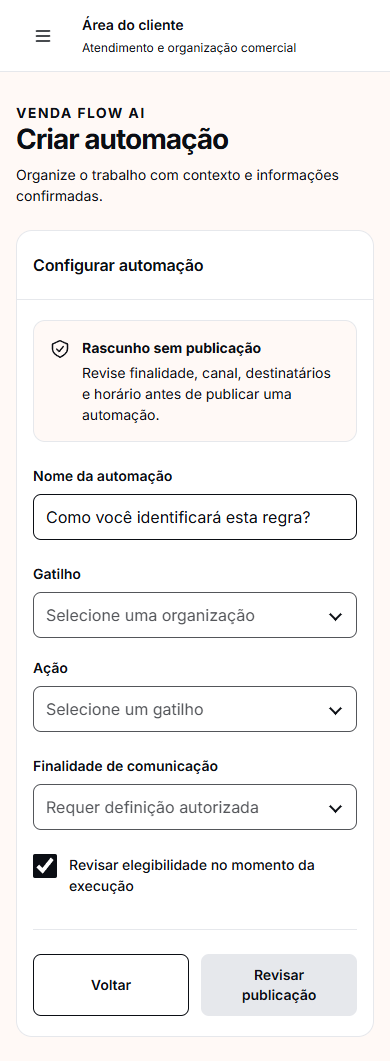 Área do cliente
Atendimento e organização comercial
VENDA FLOW AI
Criar automação
Organize o trabalho com contexto e informações
confirmadas.
Configurar automação
Rascunho sem publicação
Revise finalidade, canal, destinatários
e horário antes de publicar uma
automação.
Nome da automação
Como você identificará esta regra?
Gatilho
Selecione uma organização
Ação
Selecione um gatilho
Finalidade de comunicação
Requer definição autorizada
Revisar elegibilidade no momento da
execução
Voltar
Revisar
publicação